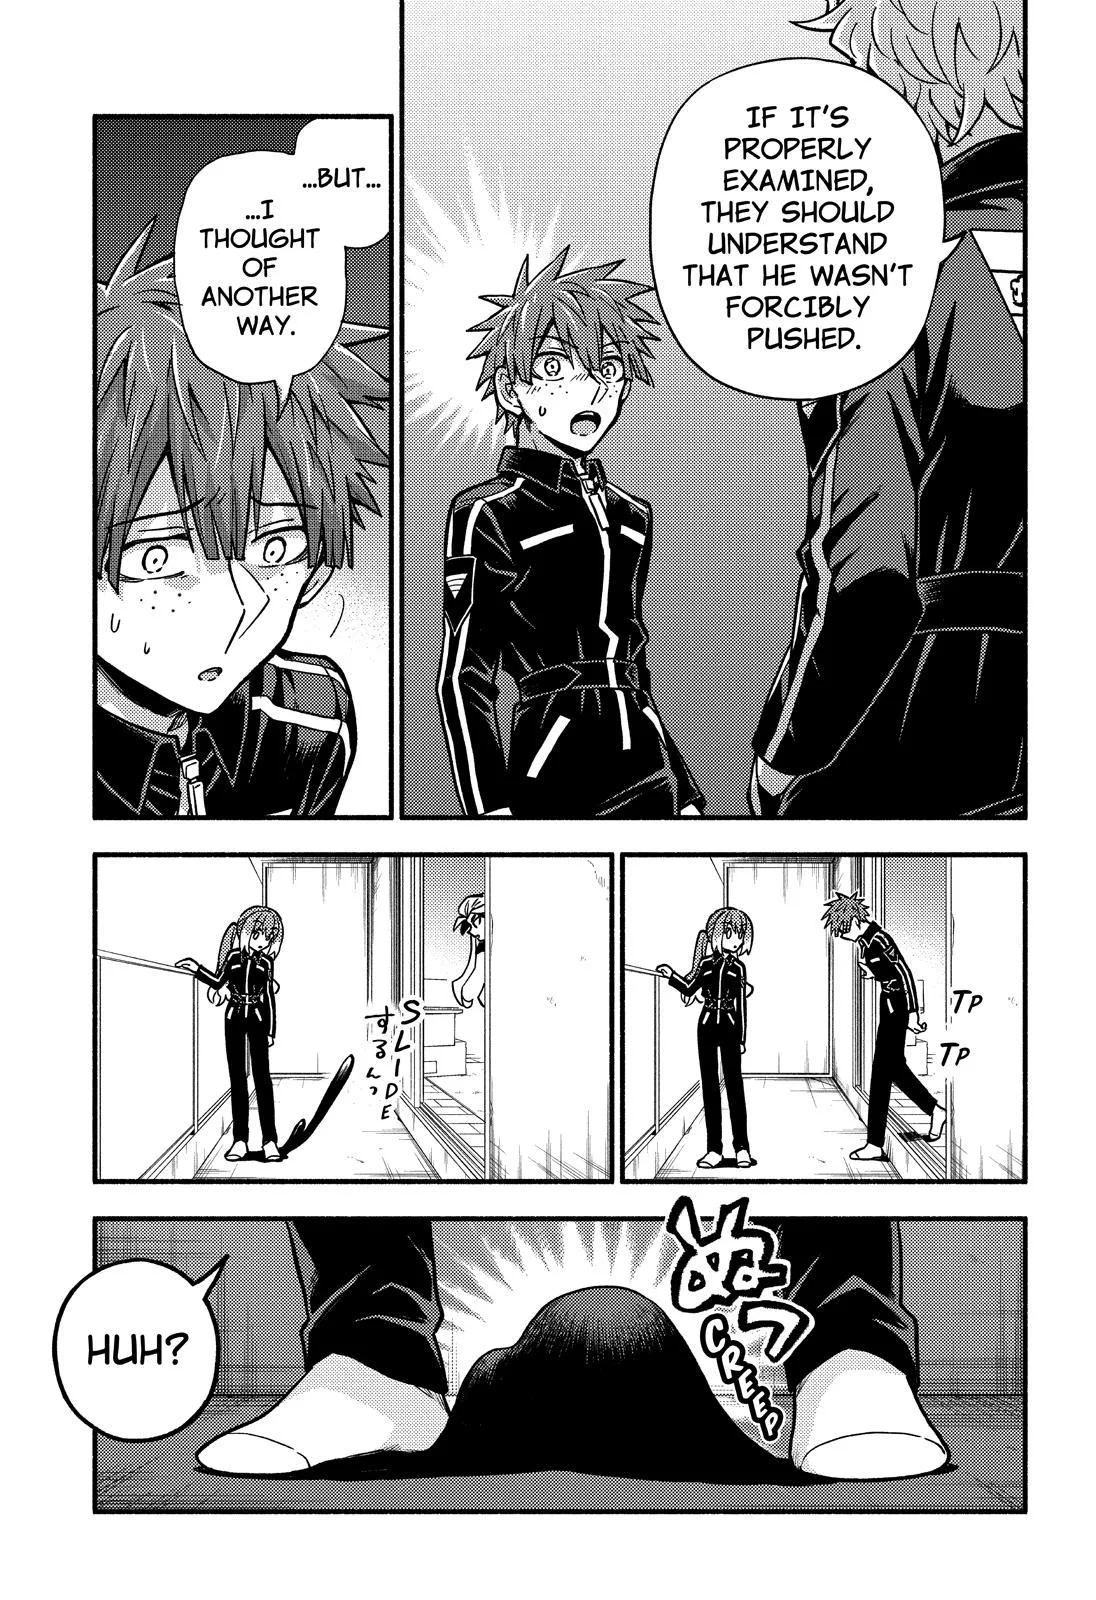 IF IT'S
PROPERLY
EXAMINED,
THEY SHOULD
UNDERSTAND
THAT HE WASN'T
FORCIBLY
PUSHED.
...BUT...
...I
THOUGHT
OF
ANOTHER
WAY.
TP
TP
SLIDE
するんっ
ぬっ
CREEP
HUH?